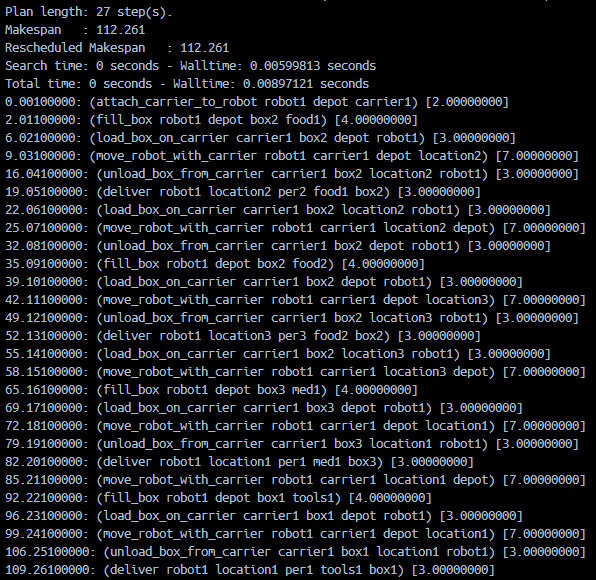 Plan length: 27 step(s).
Makespan   : 112.261
Rescheduled Makespan   : 112.261
Search time: 0 seconds - Walltime: 0.00599813 seconds
Total time: 0 seconds - Walltime: 0.00897121 seconds
0.00100000: (attach_carrier_to_robot robot1 depot carrier1) [2.00000000]
2.01100000: (fill_box robot1 depot box2 food1) [4.00000000]
6.02100000: (load_box_on_carrier carrier1 box2 depot robot1) [3.00000000]
9.03100000: (move_robot_with_carrier robot1 carrier1 depot location2) [7.00000000]
16.04100000: (unload_box_from_carrier carrier1 box2 location2 robot1) [3.00000000]
19.05100000: (deliver robot1 location2 per2 food1 box2) [3.00000000]
22.06100000: (load_box_on_carrier carrier1 box2 location2 robot1) [3.00000000]
25.07100000: (move_robot_with_carrier robot1 carrier1 location2 depot) [7.00000000]
32.08100000: (unload_box_from_carrier carrier1 box2 depot robot1) [3.00000000]
35.09100000: (fill_box robot1 depot box2 food2) [4.00000000]
39.10100000: (load_box_on_carrier carrier1 box2 depot robot1) [3.00000000]
42.11100000: (move_robot_with_carrier robot1 carrier1 depot location3) [7.00000000]
49.12100000: (unload_box_from_carrier carrier1 box2 location3 robot1) [3.00000000]
52.13100000: (deliver robot1 location3 per3 food2 box2) [3.00000000]
55.14100000: (load_box_on_carrier carrier1 box2 location3 robot1) [3.00000000]
58.15100000: (move_robot_with_carrier robot1 carrier1 location3 depot) [7.00000000]
65.16100000: (fill_box robot1 depot box3 med1) [4.00000000]
69.17100000: (load_box_on_carrier carrier1 box3 depot robot1) [3.00000000]
72.18100000: (move_robot_with_carrier robot1 carrier1 depot location1) [7.00000000]
79.19100000: (unload_box_from_carrier carrier1 box3 location1 robot1) [3.00000000]
82.20100000: (deliver robot1 location1 per1 med1 box3) [3.00000000]
85.21100000: (move_robot_with_carrier robot1 carrier1 location1 depot) [7.00000000]
92.22100000: (fill_box robot1 depot box1 tools1) [4.00000000]
96.23100000: (load_box_on_carrier carrier1 box1 depot robot1) [3.00000000]
99.24100000: (move_robot_with_carrier robot1 carrier1 depot location1) [7.00000000]
106.25100000: (unload_box_from_carrier carrier1 box1 location1 robot1) [3.00000000]
109.26100000: (deliver robot1 location1 per1 tools1 box1) [3.00000000]